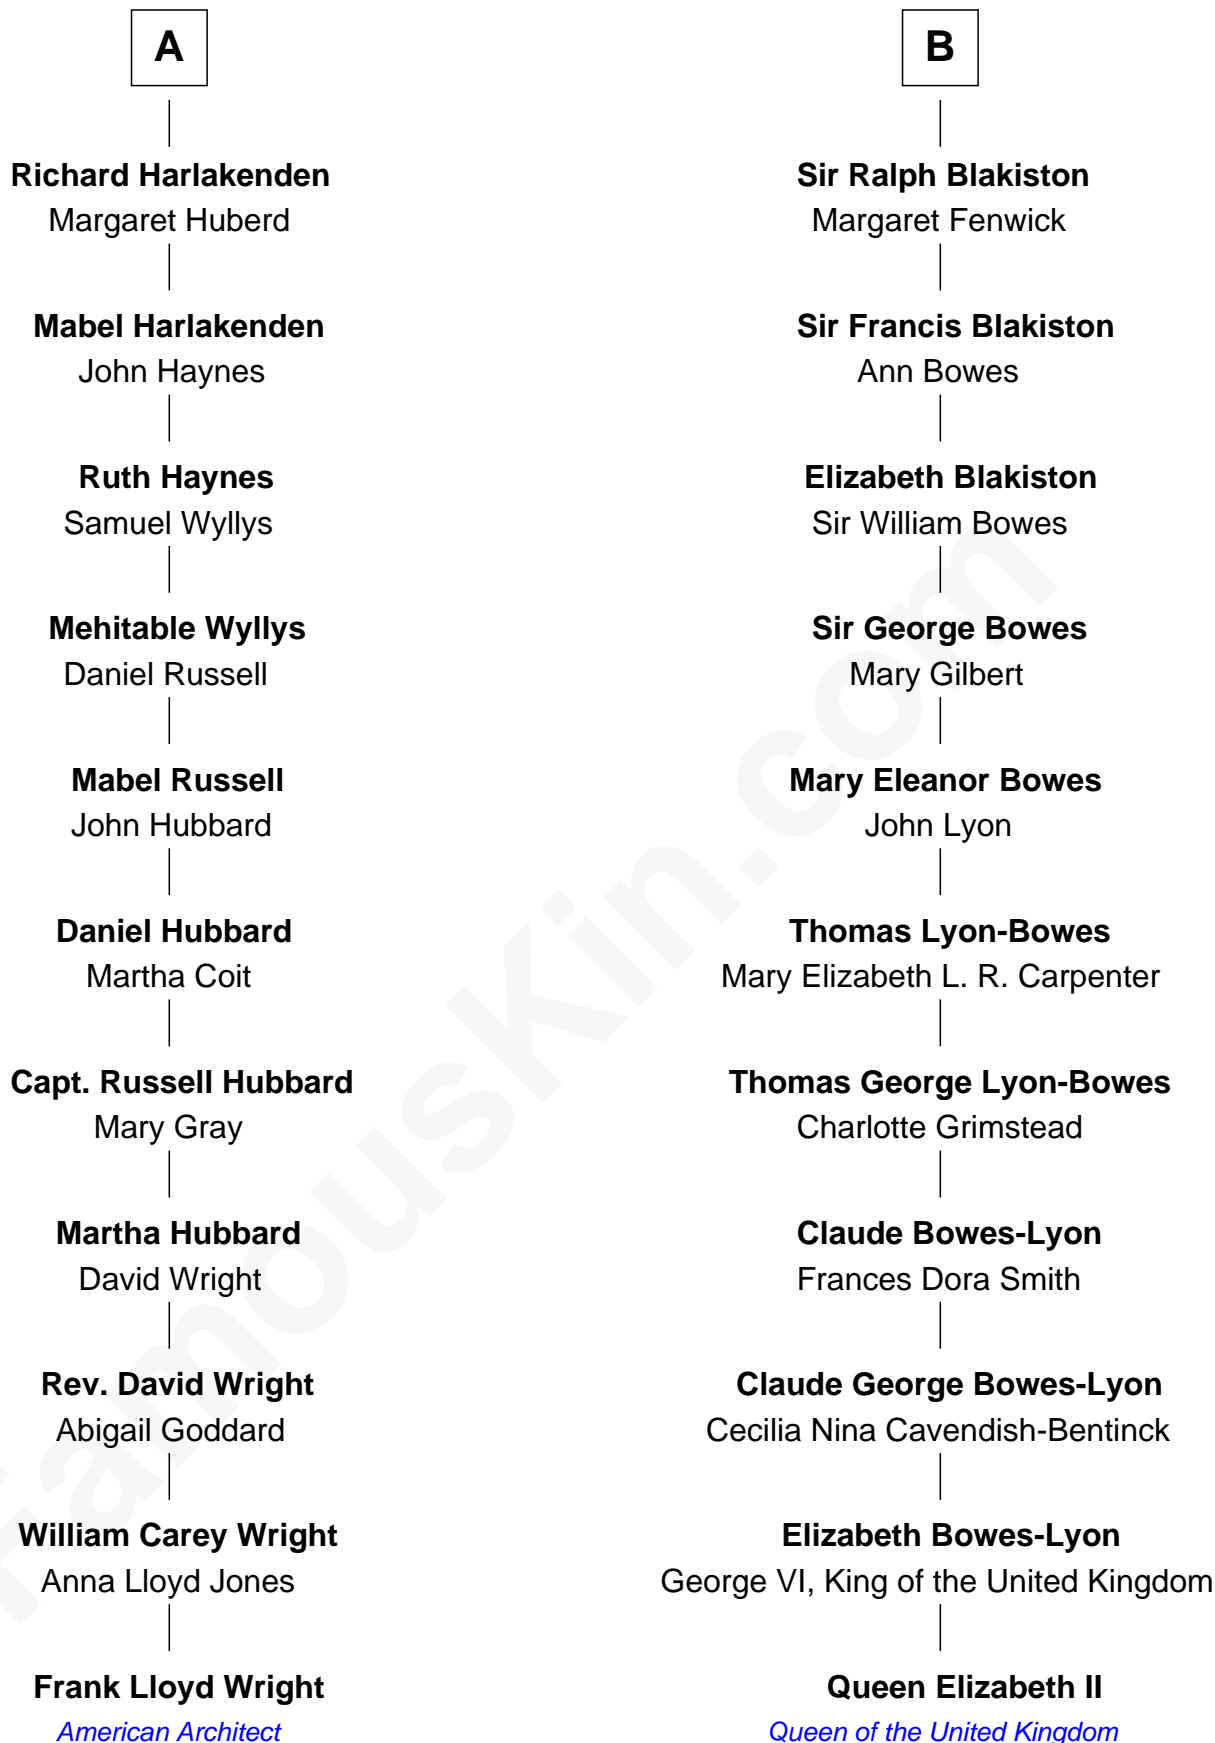 A
Richard Harlakenden
Margaret Huberd
Mabel Harlakenden
John Haynes
Ruth Haynes
Samuel Wyllys
Mehitable Wyllys
Daniel Russell
Mabel Russell
John Hubbard
Daniel Hubbard
Martha Coit
Capt. Russell Hubbard
Mary Gray
Martha Hubbard
David Wright
Rev. David Wright
Abigail Goddard
William Carey Wright
Anna Lloyd Jones
Frank Lloyd Wright
American Architect
B
Sir Ralph Blakiston
Margaret Fenwick
Sir Francis Blakiston
Ann Bowes
Elizabeth Blakiston
Sir William Bowes
Sir George Bowes
Mary Gilbert
Mary Eleanor Bowes
John Lyon
Thomas Lyon-Bowes
Mary Elizabeth L. R. Carpenter
Thomas George Lyon-Bowes
Charlotte Grimstead
Claude Bowes-Lyon
Frances Dora Smith
Claude George Bowes-Lyon
Cecilia Nina Cavendish-Bentinck
Elizabeth Bowes-Lyon
George VI, King of the United Kingdom
Queen Elizabeth II
Queen of the United Kingdom
FamousKin.com